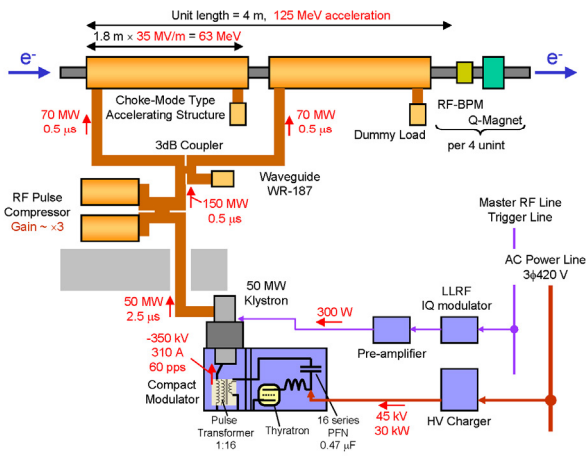 Unit length = 4 m, 125 MeV acceleration
1.8 m × 35 MV/m = 63 MeV
e-
e-
Choke-Mode Type
Accelerating Structure
70 MW
0.5 µs
70 MW
0.5 µs
Dummy Load
RF-BPM
Q-Magnet
per 4 unint
3dB Coupler
Waveguide
WR-187
RF Pulse
Compressor
Gain ~ ×3
150 MW
0.5 µs
Master RF Line
Trigger Line
AC Power Line
3ϕ420 V
50 MW
2.5 µs
50 MW
Klystron
300 W
LLRF
IQ modulator
Pre-amplifier
-350 kV
310 A
60 pps
Compact
Modulator
45 kV
30 kW
HV Charger
Pulse
Transformer
1:16
Thyratron
16 series
PFN
0.47 µF